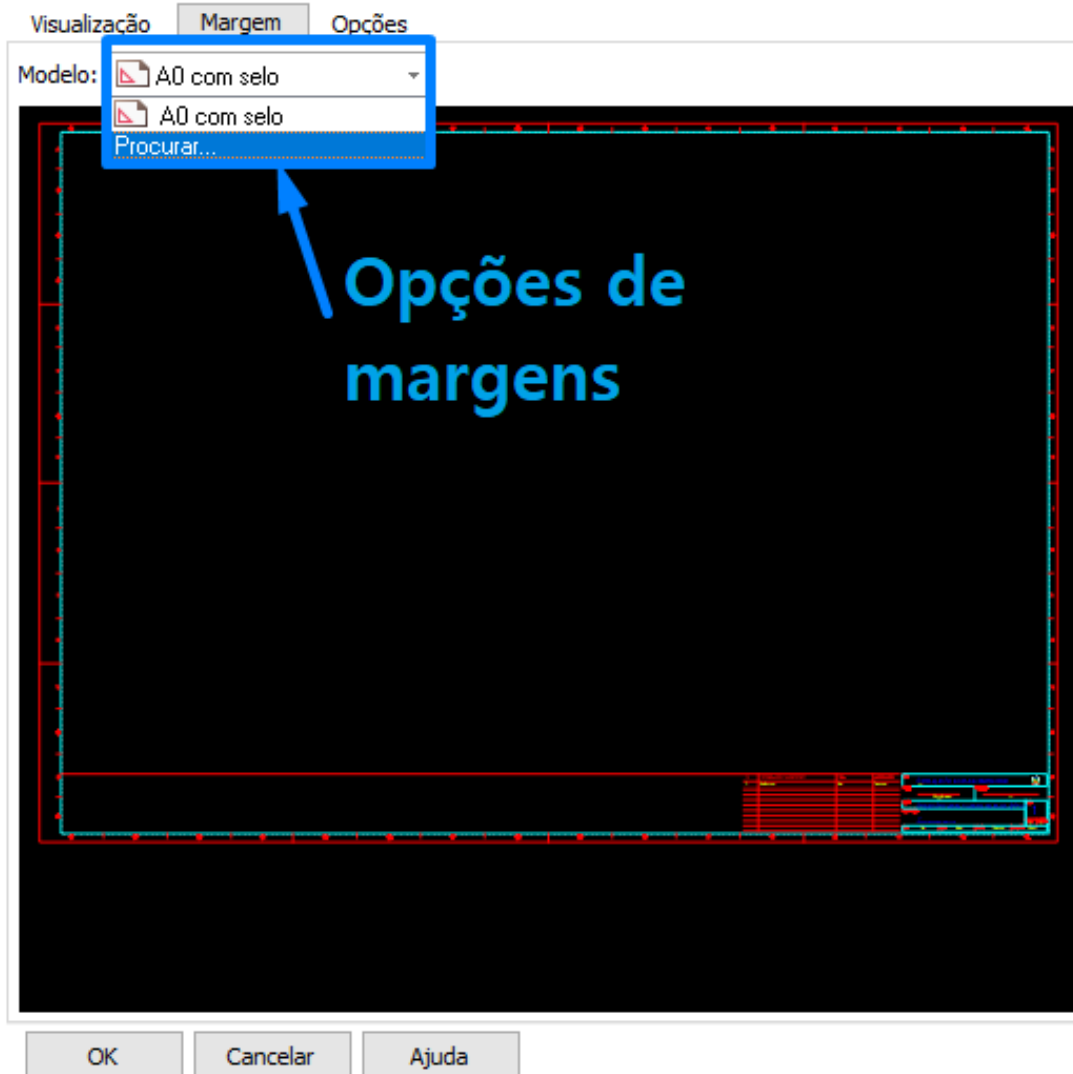 Visualização Margem Opções
Modelo: A0 com selo
A0 com selo
Procurar...
Opções de
margens
OK Cancelar Ajuda